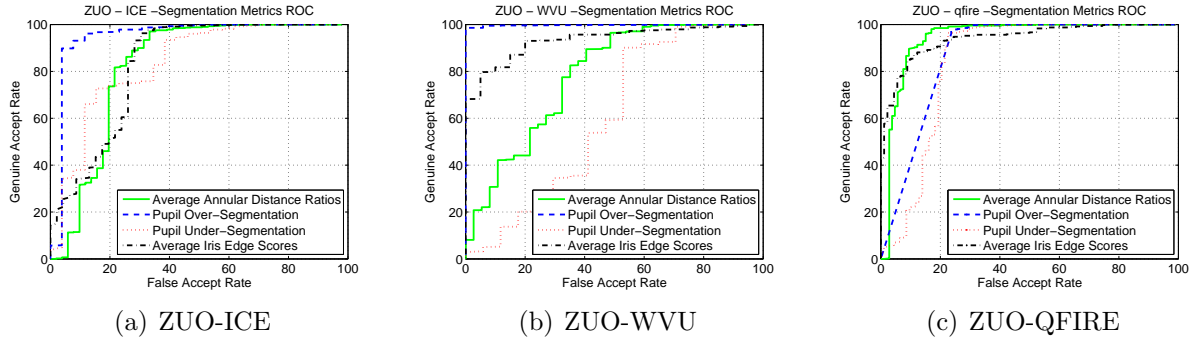 ZUO – ICE –Segmentation Metrics ROC
Genuine Accept Rate
100
80
60
40
20
0
0 20 40 60 80 100
False Accept Rate
Average Annular Distance Ratios
Pupil Over–Segmentation
Pupil Under–Segmentation
Average Iris Edge Scores
(a) ZUO-ICE
ZUO – WVU –Segmentation Metrics ROC
Genuine Accept Rate
100
80
60
40
20
0
0 20 40 60 80 100
False Accept Rate
Average Annular Distance Ratios
Pupil Over–Segmentation
Pupil Under–Segmentation
Average Iris Edge Scores
(b) ZUO-WVU
ZUO – qfire –Segmentation Metrics ROC
Genuine Accept Rate
100
80
60
40
20
0
0 20 40 60 80 100
False Accept Rate
Average Annular Distance Ratios
Pupil Over–Segmentation
Pupil Under–Segmentation
Average Iris Edge Scores
(c) ZUO-QFIRE